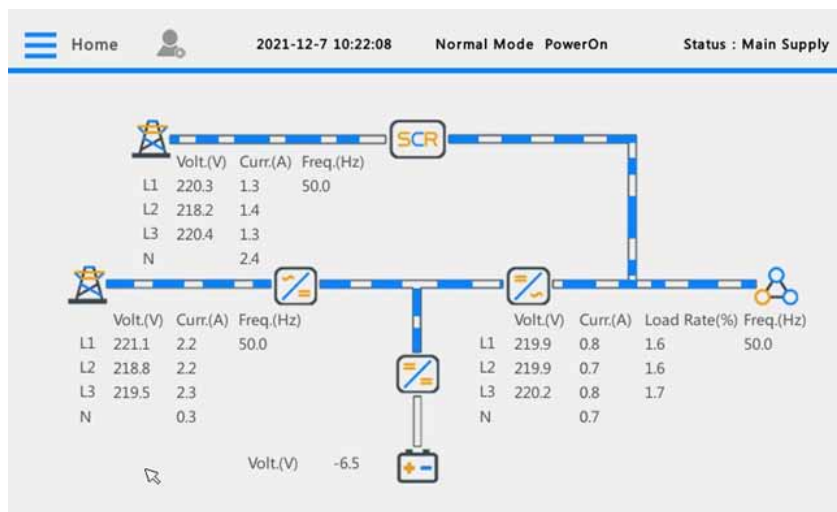 Home 2021-12-7 10:22:08 Normal Mode PowerOn Status : Main Supply
SCR
Volt.(V) Curr.(A) Freq.(Hz)
L1 220.3 1.3 50.0
L2 218.2 1.4
L3 220.4 1.3
N 2.4
Volt.(V) Curr.(A) Freq.(Hz)
L1 221.1 2.2 50.0
L2 218.8 2.2
L3 219.5 2.3
N 0.3
Volt.(V) Curr.(A) Load Rate(%) Freq.(Hz)
L1 219.9 0.8 1.6 50.0
L2 219.9 0.7 1.6
L3 220.2 0.8 1.7
N 0.7
Volt.(V) -6.5